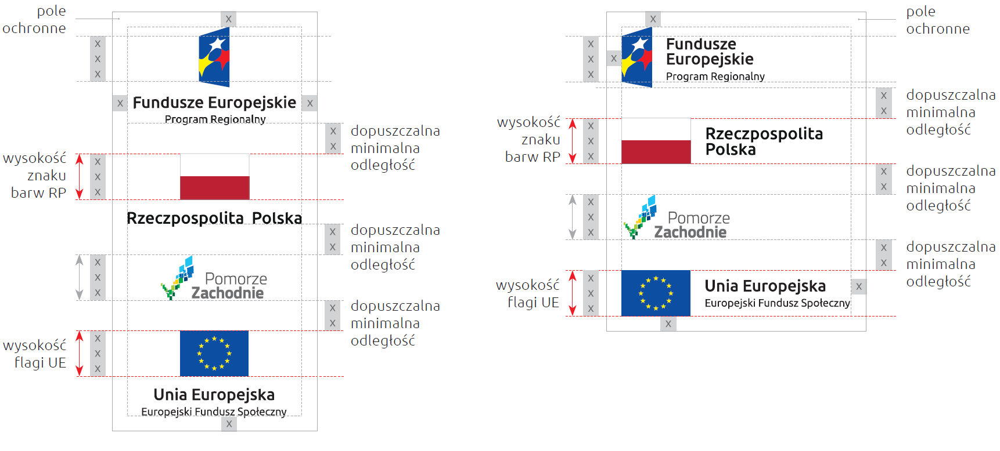 pole
ochronne
x
x
x
x
x
x
Fundusze Europejskie
Program Regionalny
x
x
x
dopuszczalna
minimalna
odległość
wysokość
znaku
barw RP
x
x
x
Rzeczpospolita Polska
x
x
dopuszczalna
minimalna
odległość
x
x
x
Pomorze
Zachodnie
x
x
dopuszczalna
minimalna
odległość
wysokość
flagi UE
x
x
x
Unia Europejska
Europejski Fundusz Społeczny
x
pole
ochronne
x
x
x
x
x
Fundusze
Europejskie
Program Regionalny
x
x
dopuszczalna
minimalna
odległość
wysokość
znaku
barw RP
x
x
x
Rzeczpospolita
Polska
x
x
dopuszczalna
minimalna
odległość
x
x
x
Pomorze
Zachodnie
x
x
dopuszczalna
minimalna
odległość
wysokość
flagi UE
x
x
x
Unia Europejska
Europejski Fundusz Społeczny
x
x